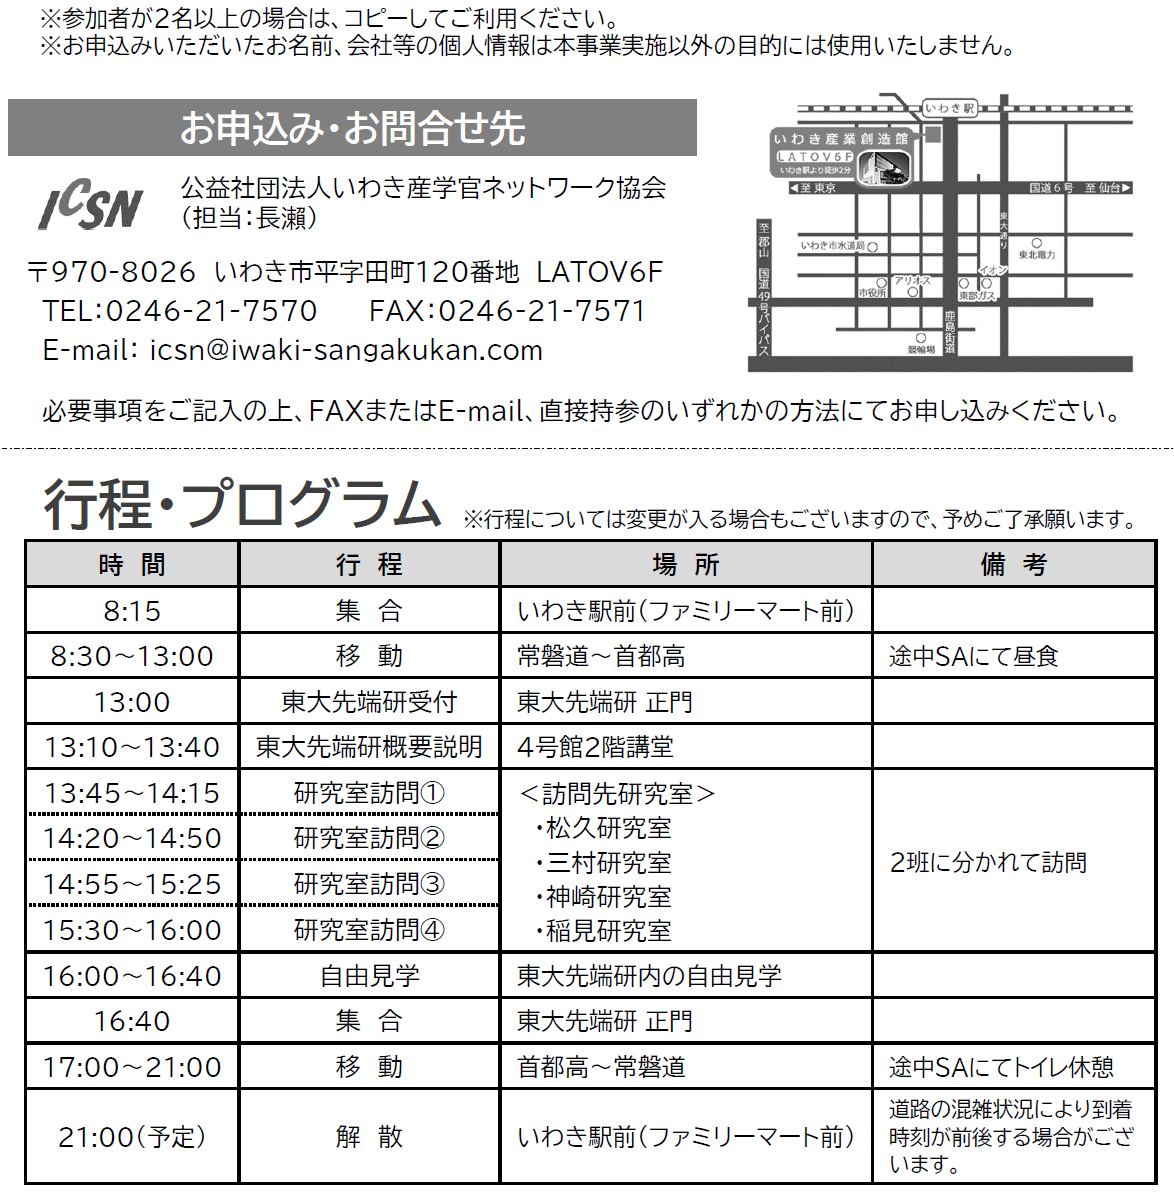 ※参加者が２名以上の場合は、コピーしてご利用ください。
※お申込みいただいたお名前、会社等の個人情報は本事業実施以外の目的には使用いたしません。
お申込み・お問合せ先
ICSN
公益社団法人いわき産学官ネットワーク協会
（担当：長瀨）
〒970-8026 いわき市平字田町120番地 LATOV6F
TEL：0246-21-7570 FAX：0246-21-7571
E-mail： icsn@iwaki-sangakukan.com
いわき駅
いわき産業創造館
LATOV6F
いわき駅より徒歩2分
◀至 東京
国道６号 至 仙台▶
至 郡山 国道49号バイパス
東大通り
いわき市水道局
東北電力
イオン
アリオス
市役所
東部ガス
鹿島街道
競輪場
必要事項をご記入の上、FAXまたはE-mail、直接持参のいずれかの方法にてお申し込みください。
行程・プログラム ※行程については変更が入る場合もございますので、予めご了承願います。
時 間 行 程 場 所 備 考
8:15 集 合 いわき駅前（ファミリーマート前）
8:30～13:00 移 動 常磐道～首都高 途中SAにて昼食
13:00 東大先端研受付 東大先端研 正門
13:10～13:40 東大先端研概要説明 ４号館２階講堂
13:45～14:15 研究室訪問① ＜訪問先研究室＞
14:20～14:50 研究室訪問② ・松久研究室
・三村研究室 ２班に分かれて訪問
14:55～15:25 研究室訪問③ ・神崎研究室
15:30～16:00 研究室訪問④ ・稲見研究室
16:00～16:40 自由見学 東大先端研内の自由見学
16:40 集 合 東大先端研 正門
17:00～21:00 移 動 首都高～常磐道 途中SAにてトイレ休憩
21:00（予定） 解 散 いわき駅前（ファミリーマート前） 道路の混雑状況により到着
時刻が前後する場合がござ
います。